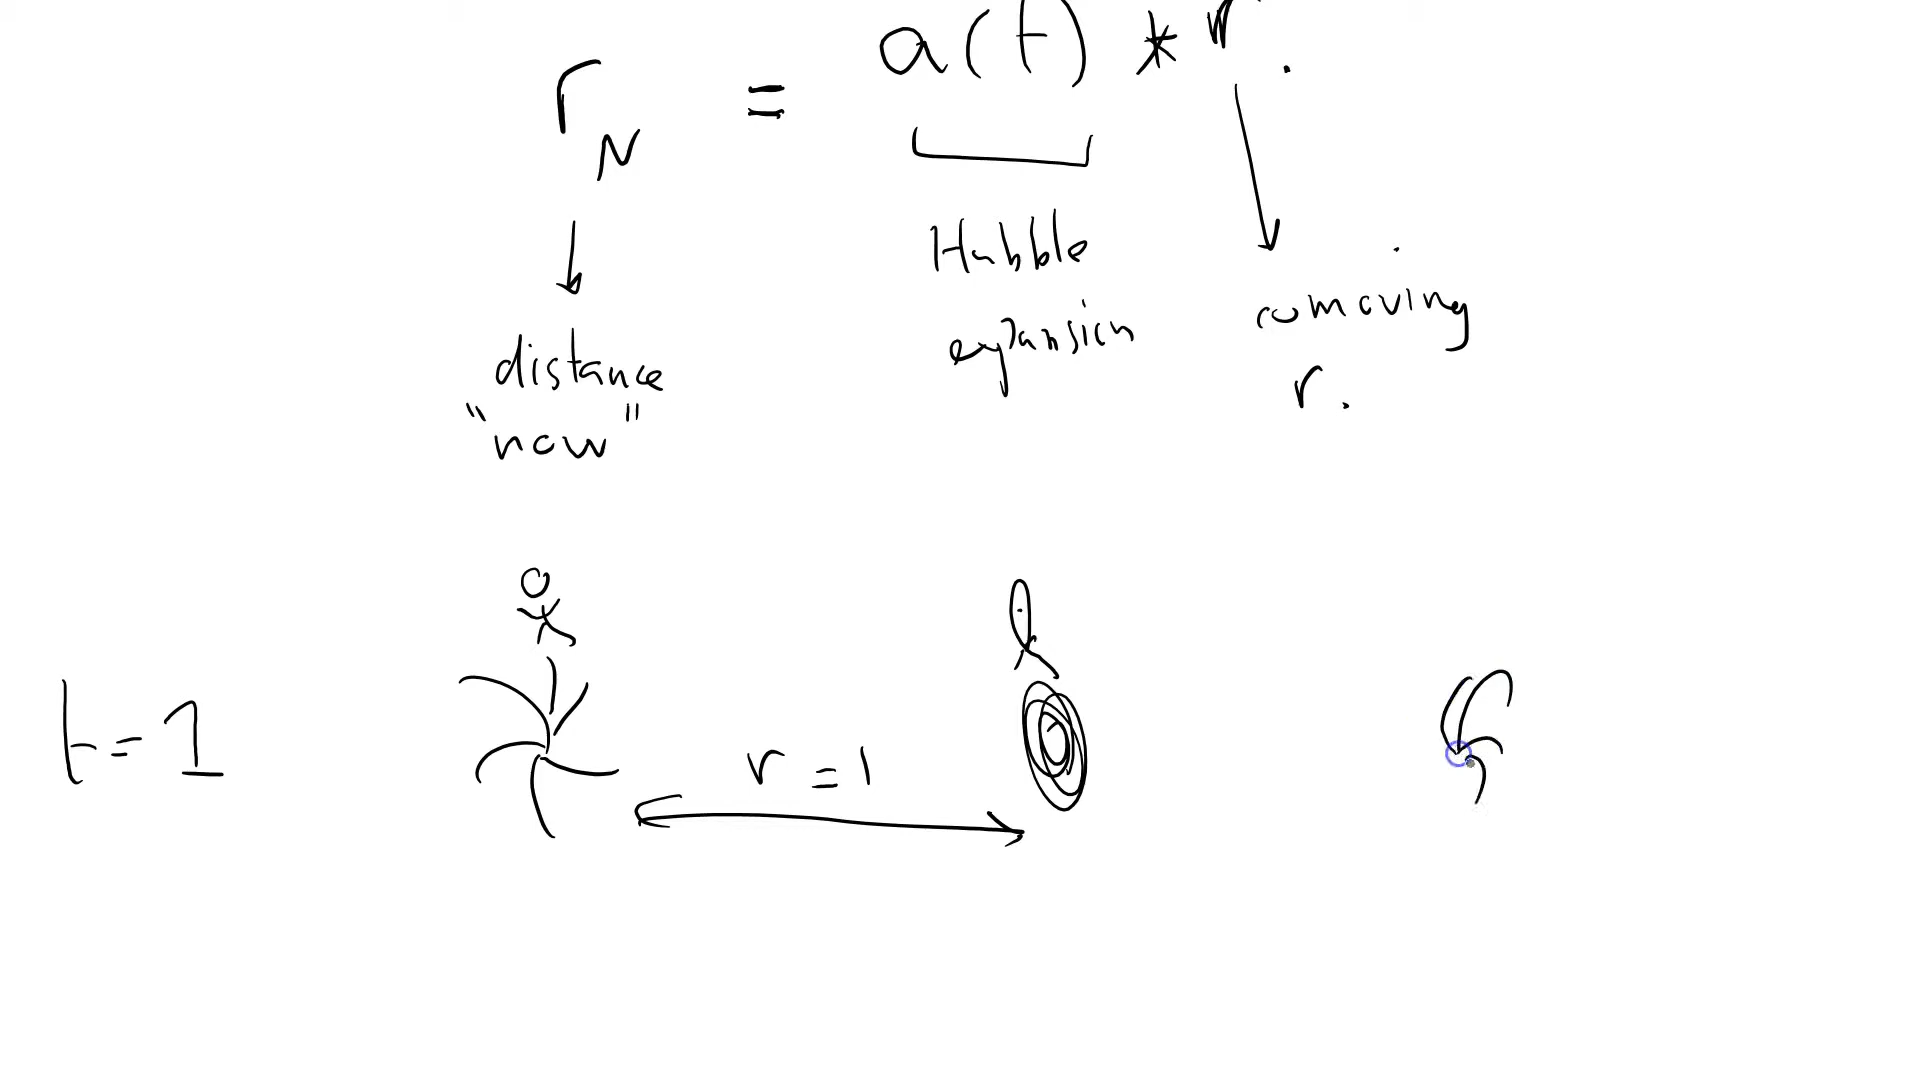 r_N = a(t) * r.
distance
"now"
Hubble
expansion
comoving
r.
t = 1
r = 1